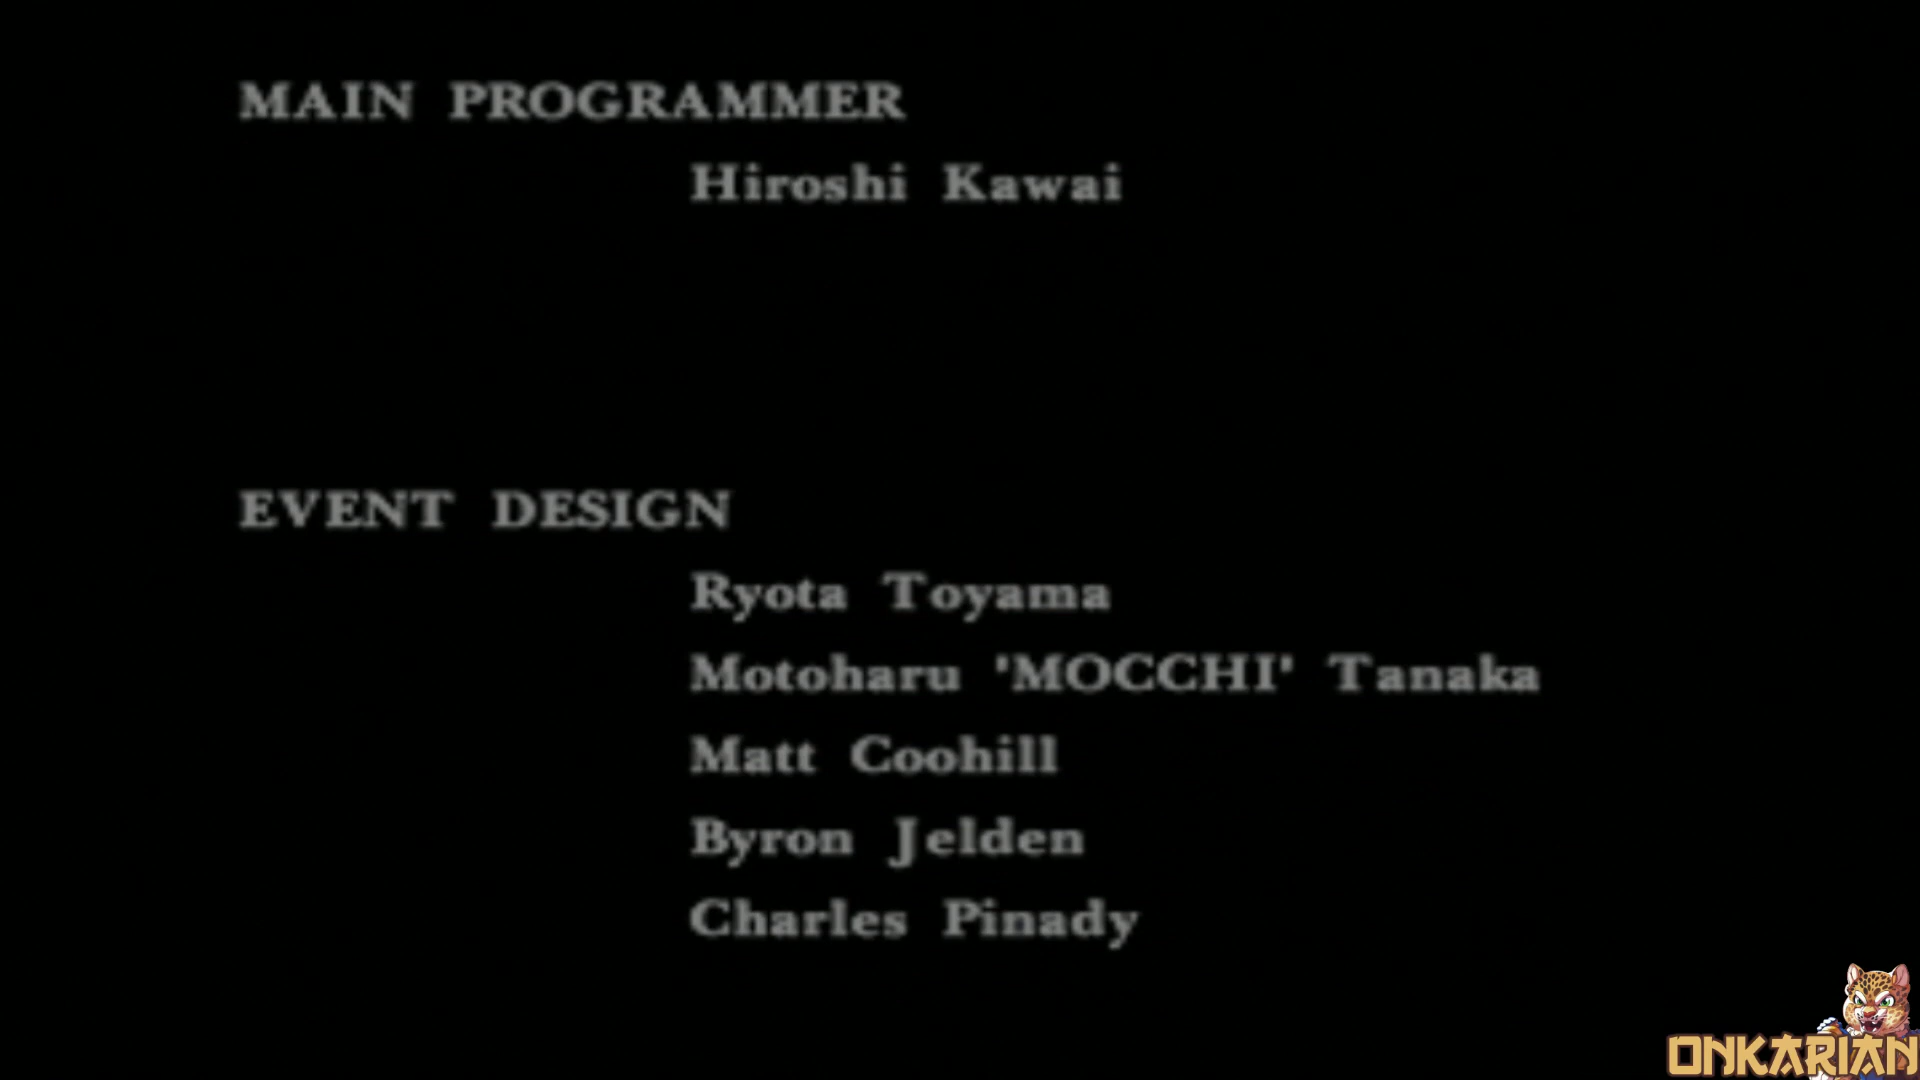 MAIN PROGRAMMER
Hiroshi Kawai
EVENT DESIGN
Ryota Toyama
Motoharu 'MOCCHI' Tanaka
Matt Coohill
Byron Jelden
Charles Pinady
ONKARIAN